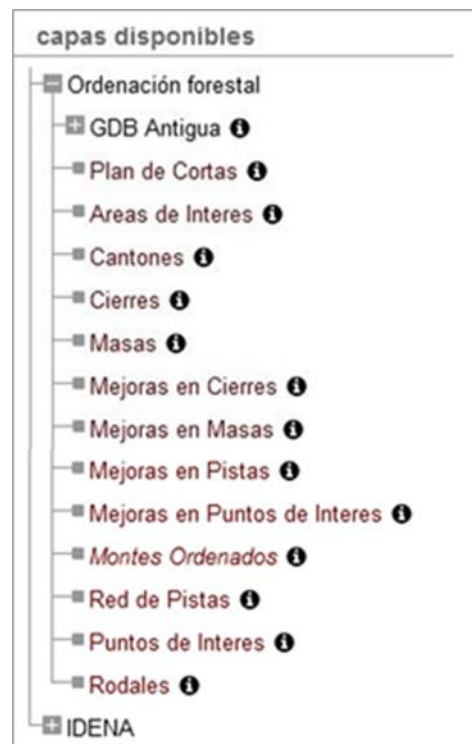 capas disponibles
Ordenación forestal
GDB Antigua
Plan de Cortas
Areas de Interes
Cantones
Cierres
Masas
Mejoras en Cierres
Mejoras en Masas
Mejoras en Pistas
Mejoras en Puntos de Interes
Montes Ordenados
Red de Pistas
Puntos de Interes
Rodales
IDENA